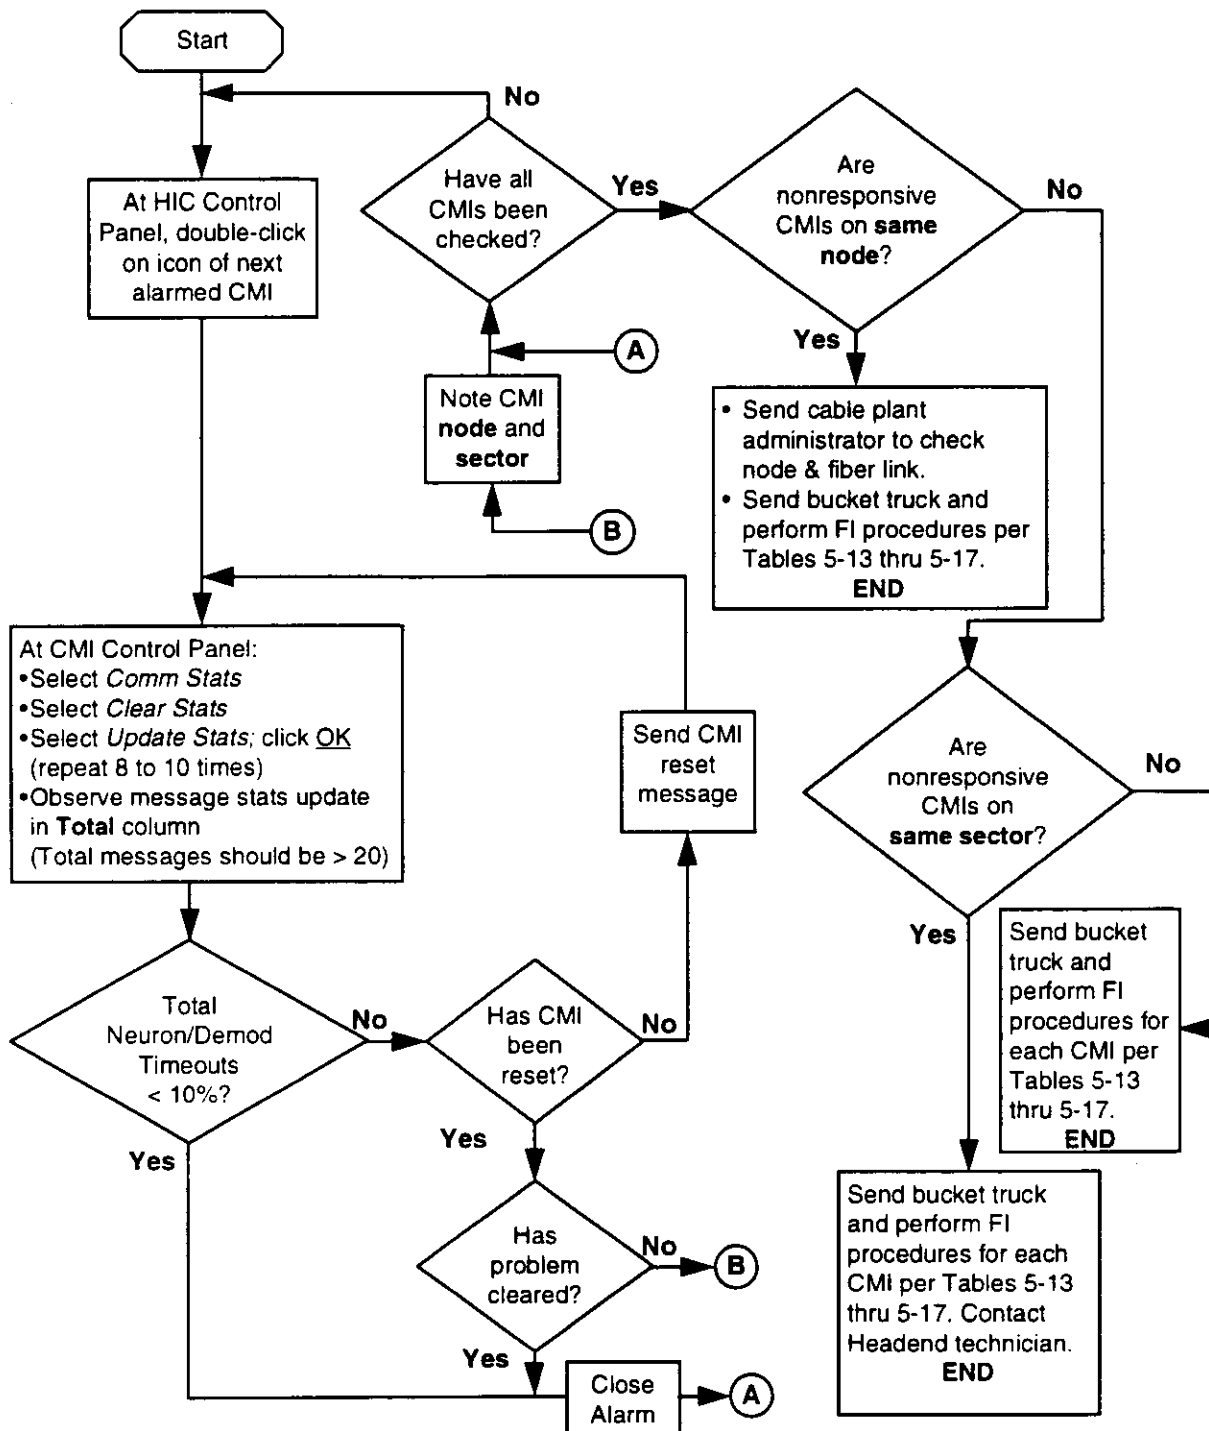 Start
No
At HIC Control
Panel, double-click
on icon of next
alarmed CMI
Have all
CMIs been
checked?
Yes
Are
nonresponsive
CMIs on same
node?
No
Yes
A
Note CMI
node and
sector
B
• Send cable plant
administrator to check
node & fiber link.
• Send bucket truck and
perform FI procedures per
Tables 5-13 thru 5-17.
END
At CMI Control Panel:
•Select Comm Stats
•Select Clear Stats
•Select Update Stats; click OK
(repeat 8 to 10 times)
•Observe message stats update
in Total column
(Total messages should be > 20)
Send CMI
reset
message
Are
nonresponsive
CMIs on
same sector?
No
Yes
Send bucket
truck and
perform FI
procedures for
each CMI per
Tables 5-13
thru 5-17.
END
Total
Neuron/Demod
Timeouts
< 10%?
No
Has CMI
been
reset?
No
Yes
Yes
Has
problem
cleared?
No
B
Yes
Close
Alarm
A
Send bucket truck
and perform FI
procedures for each
CMI per Tables 5-13
thru 5-17. Contact
Headend technician.
END